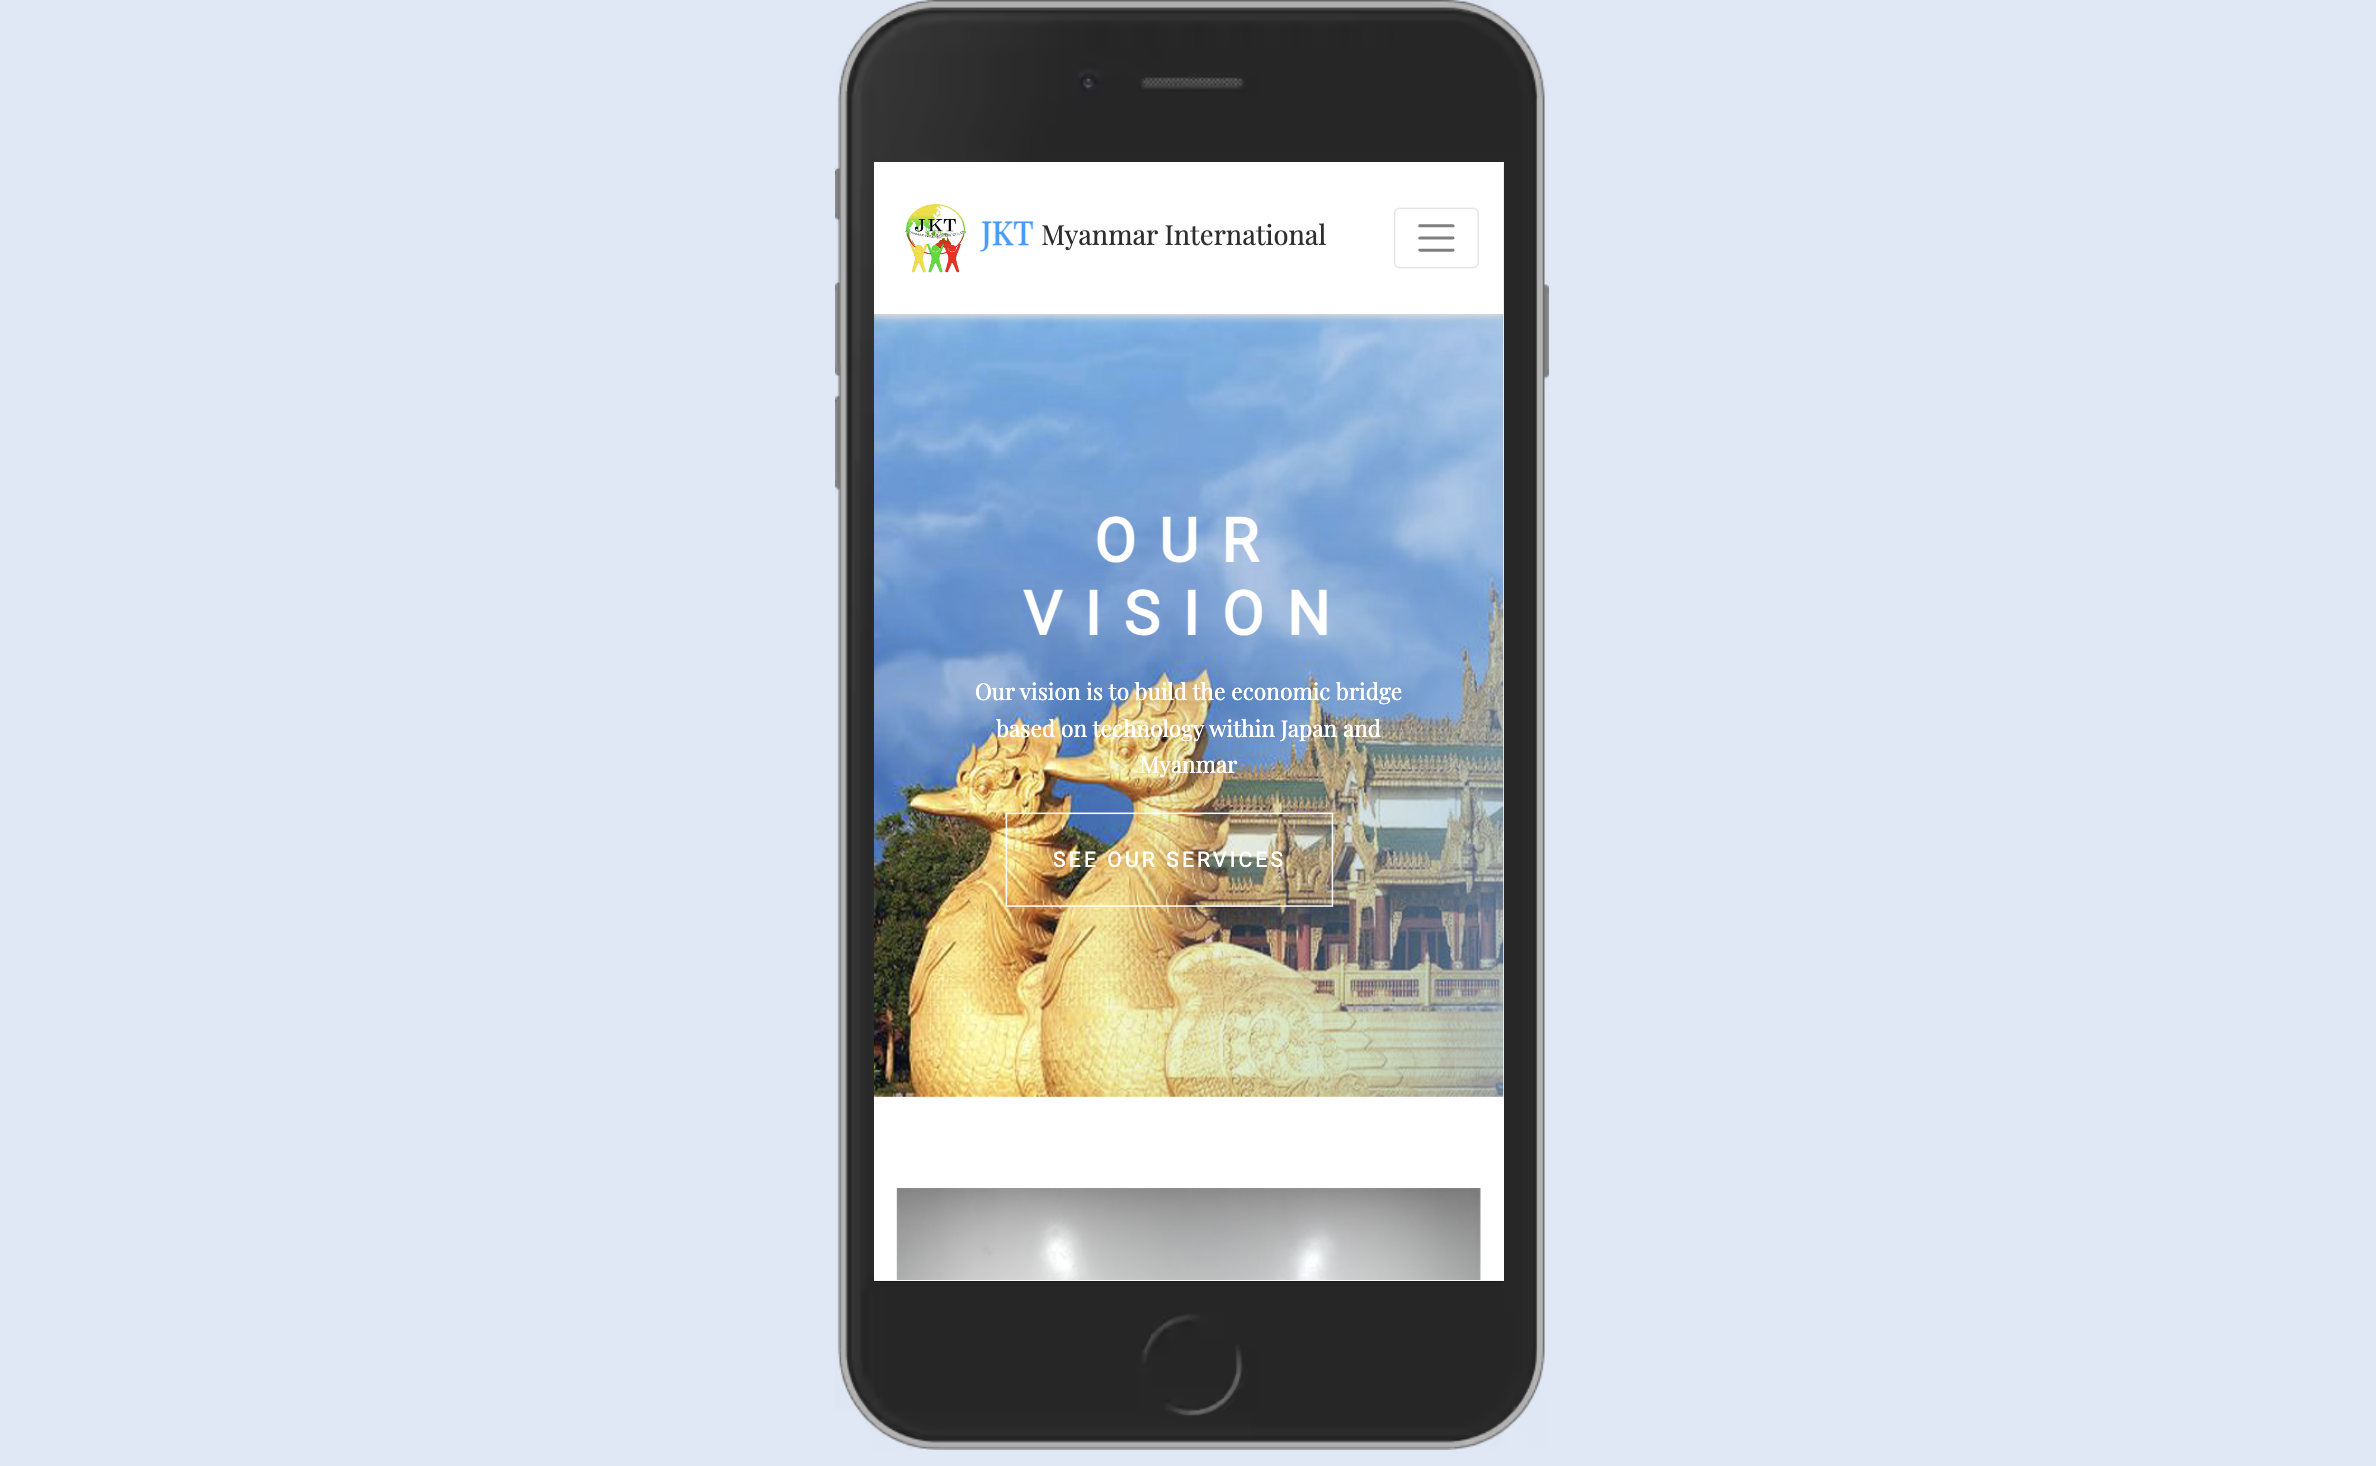 JKT
JKT Myanmar International
OUR
VISION
Our vision is to build the economic bridge
based on technology within Japan and
Myanmar
SEE OUR SERVICES